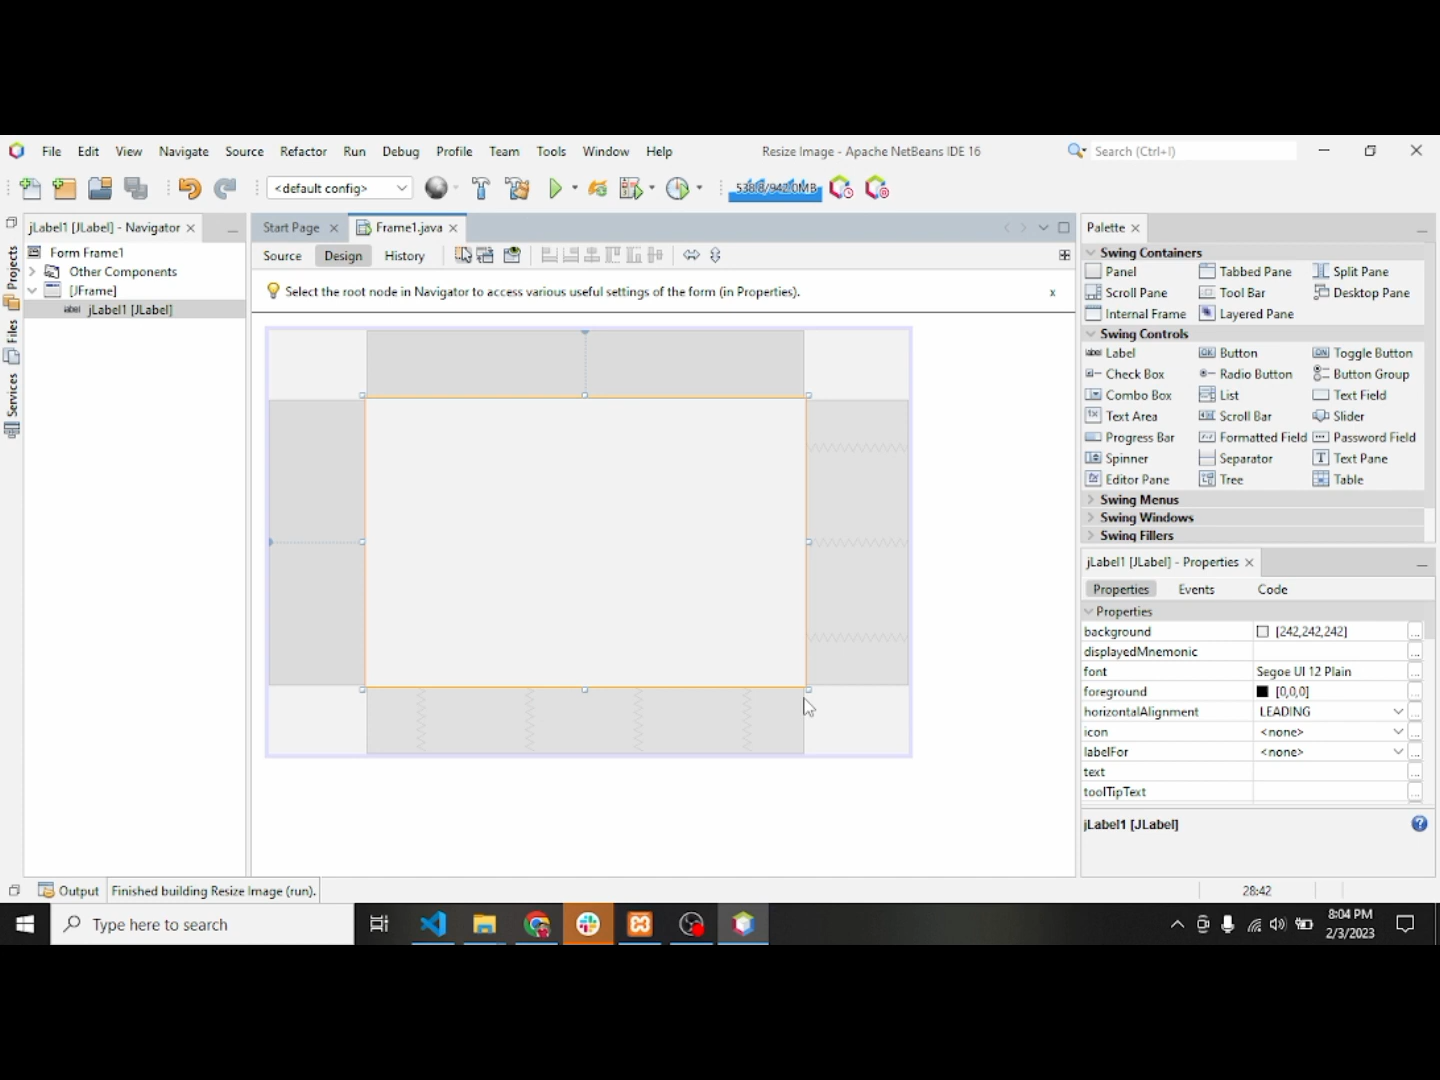 File Edit View Navigate Source Refactor Run Debug Profile Team Tools Window Help Resize Image - Apache NetBeans IDE 16 Search (Ctrl+I)
<default config> 538.8/942.0MB
jLabel1 [JLabel] - Navigator
Start Page Frame1.java
Palette
Projects
Files
Services
Form Frame1
Other Components
[JFrame]
label jLabel1 [JLabel]
Source Design History
Select the root node in Navigator to access various useful settings of the form (in Properties). x
Swing Containers
Panel Tabbed Pane Split Pane
Scroll Pane Tool Bar Desktop Pane
Internal Frame Layered Pane
Swing Controls
label Label OK Button ON Toggle Button
Check Box Radio Button Button Group
Combo Box List Text Field
Text Area Scroll Bar Slider
Progress Bar Formatted Field Password Field
Spinner Separator T Text Pane
Editor Pane Tree Table
Swing Menus
Swing Windows
Swing Fillers
jLabel1 [JLabel] - Properties
Properties Events Code
Properties
background [242,242,242] ...
displayedMnemonic ...
font Segoe UI 12 Plain ...
foreground [0,0,0] ...
horizontalAlignment LEADING ...
icon <none> ...
labelFor <none> ...
text ...
toolTipText ...
jLabel1 [JLabel]
?
Output Finished building Resize Image (run). 28:42
Type here to search
8:04 PM
2/3/2023